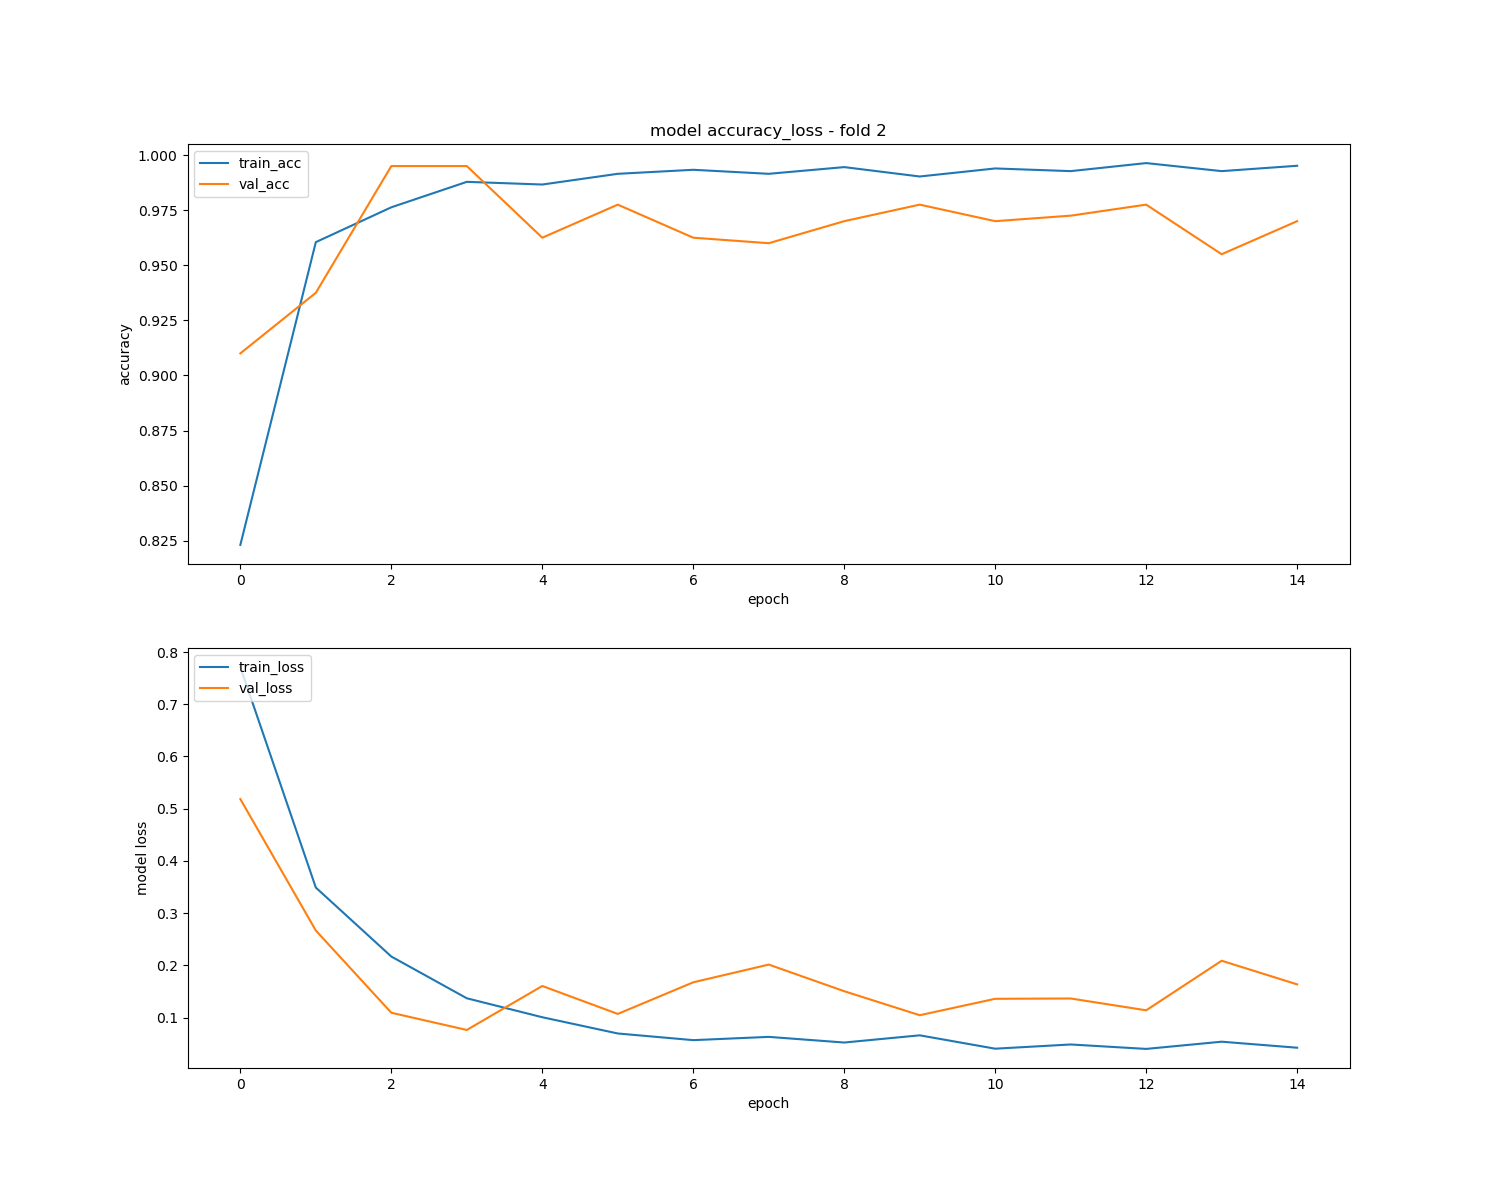 model accuracy_loss - fold 2
train_acc
val_acc
accuracy
1.000
0.975
0.950
0.925
0.900
0.875
0.850
0.825
0 2 4 6 8 10 12 14
epoch
train_loss
val_loss
model loss
0.8
0.7
0.6
0.5
0.4
0.3
0.2
0.1
0 2 4 6 8 10 12 14
epoch